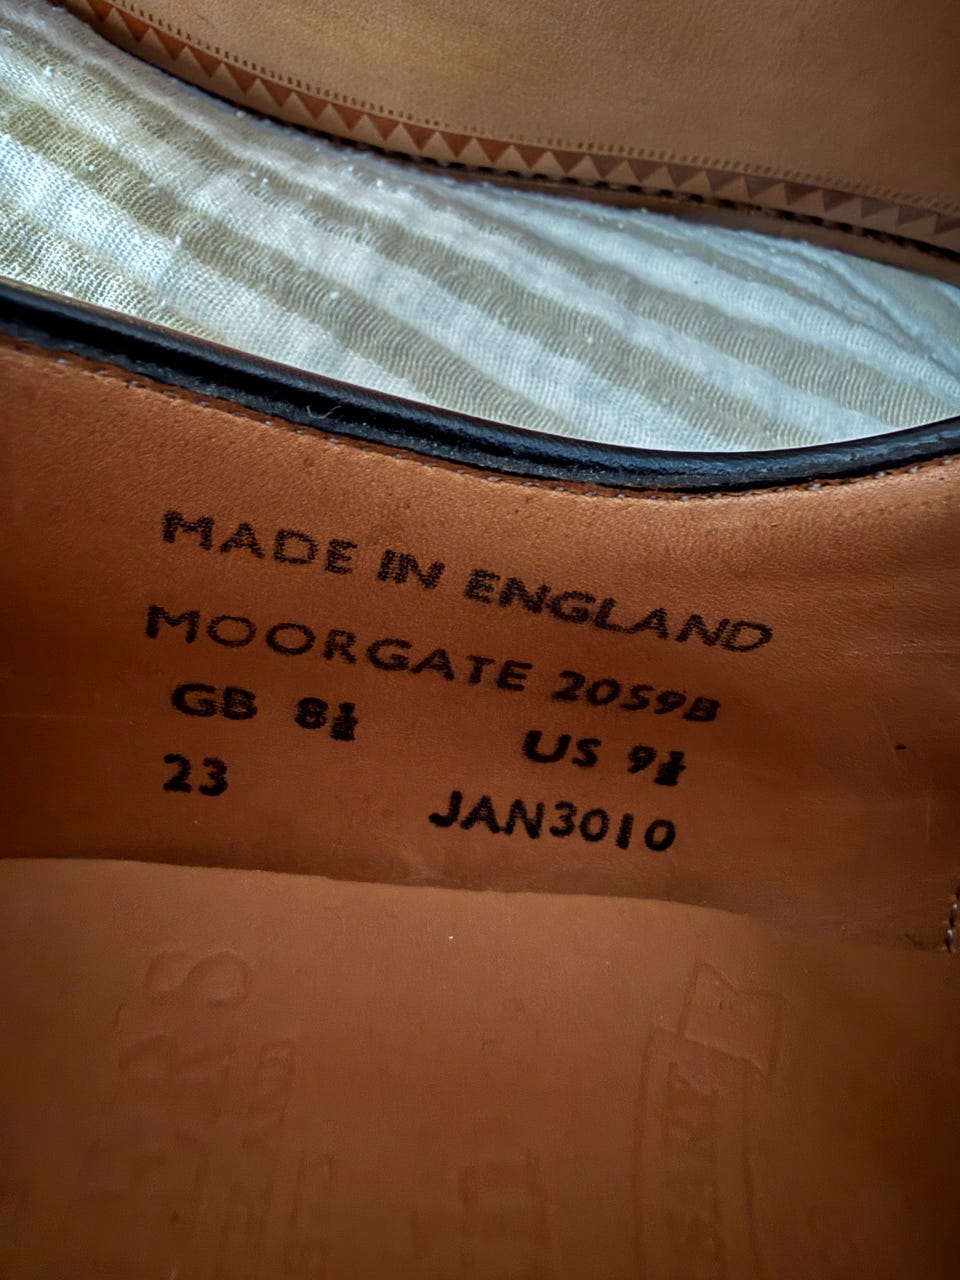 MADE IN ENGLAND
MOORGATE 2059B
GB 8½ US 9½
23 JAN3010